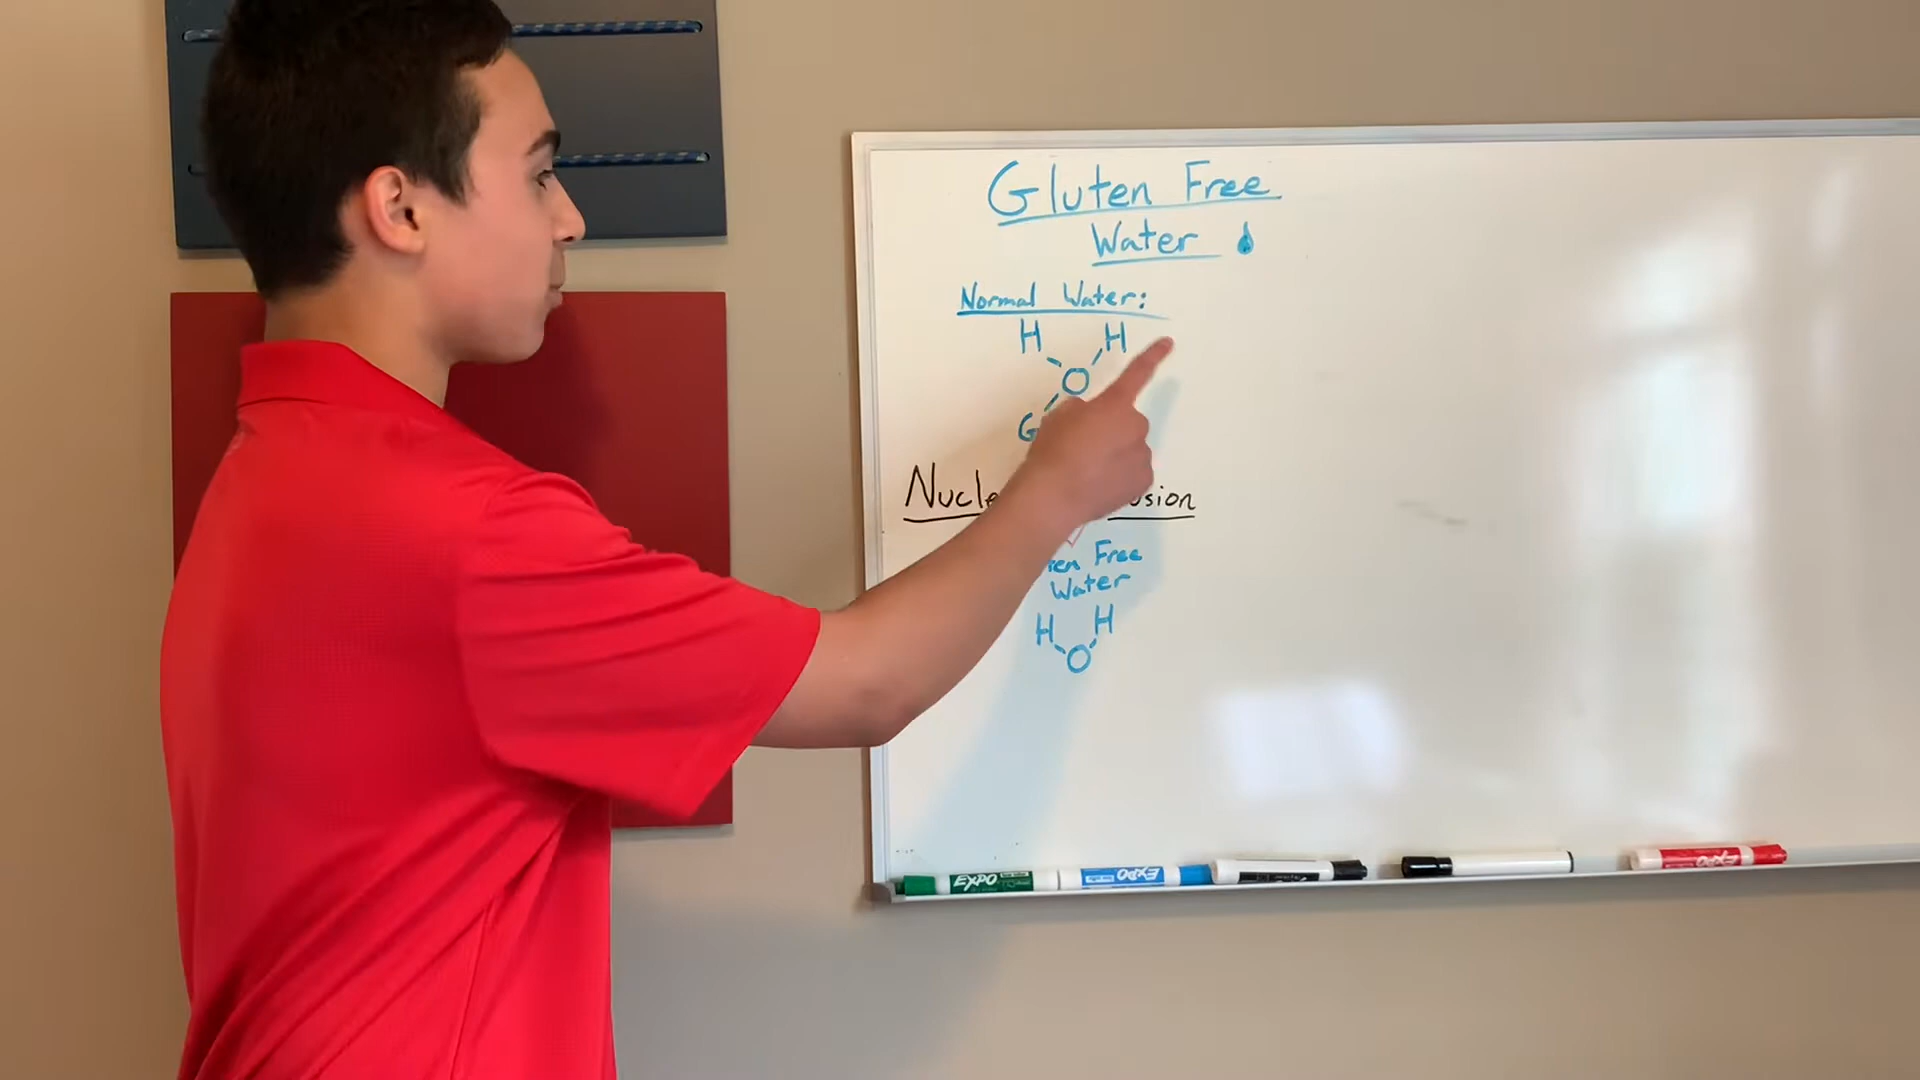 Gluten Free
Water
Normal Water:
H H
O
G
Free
Water
H H
O
EXPO EXPO EXPO